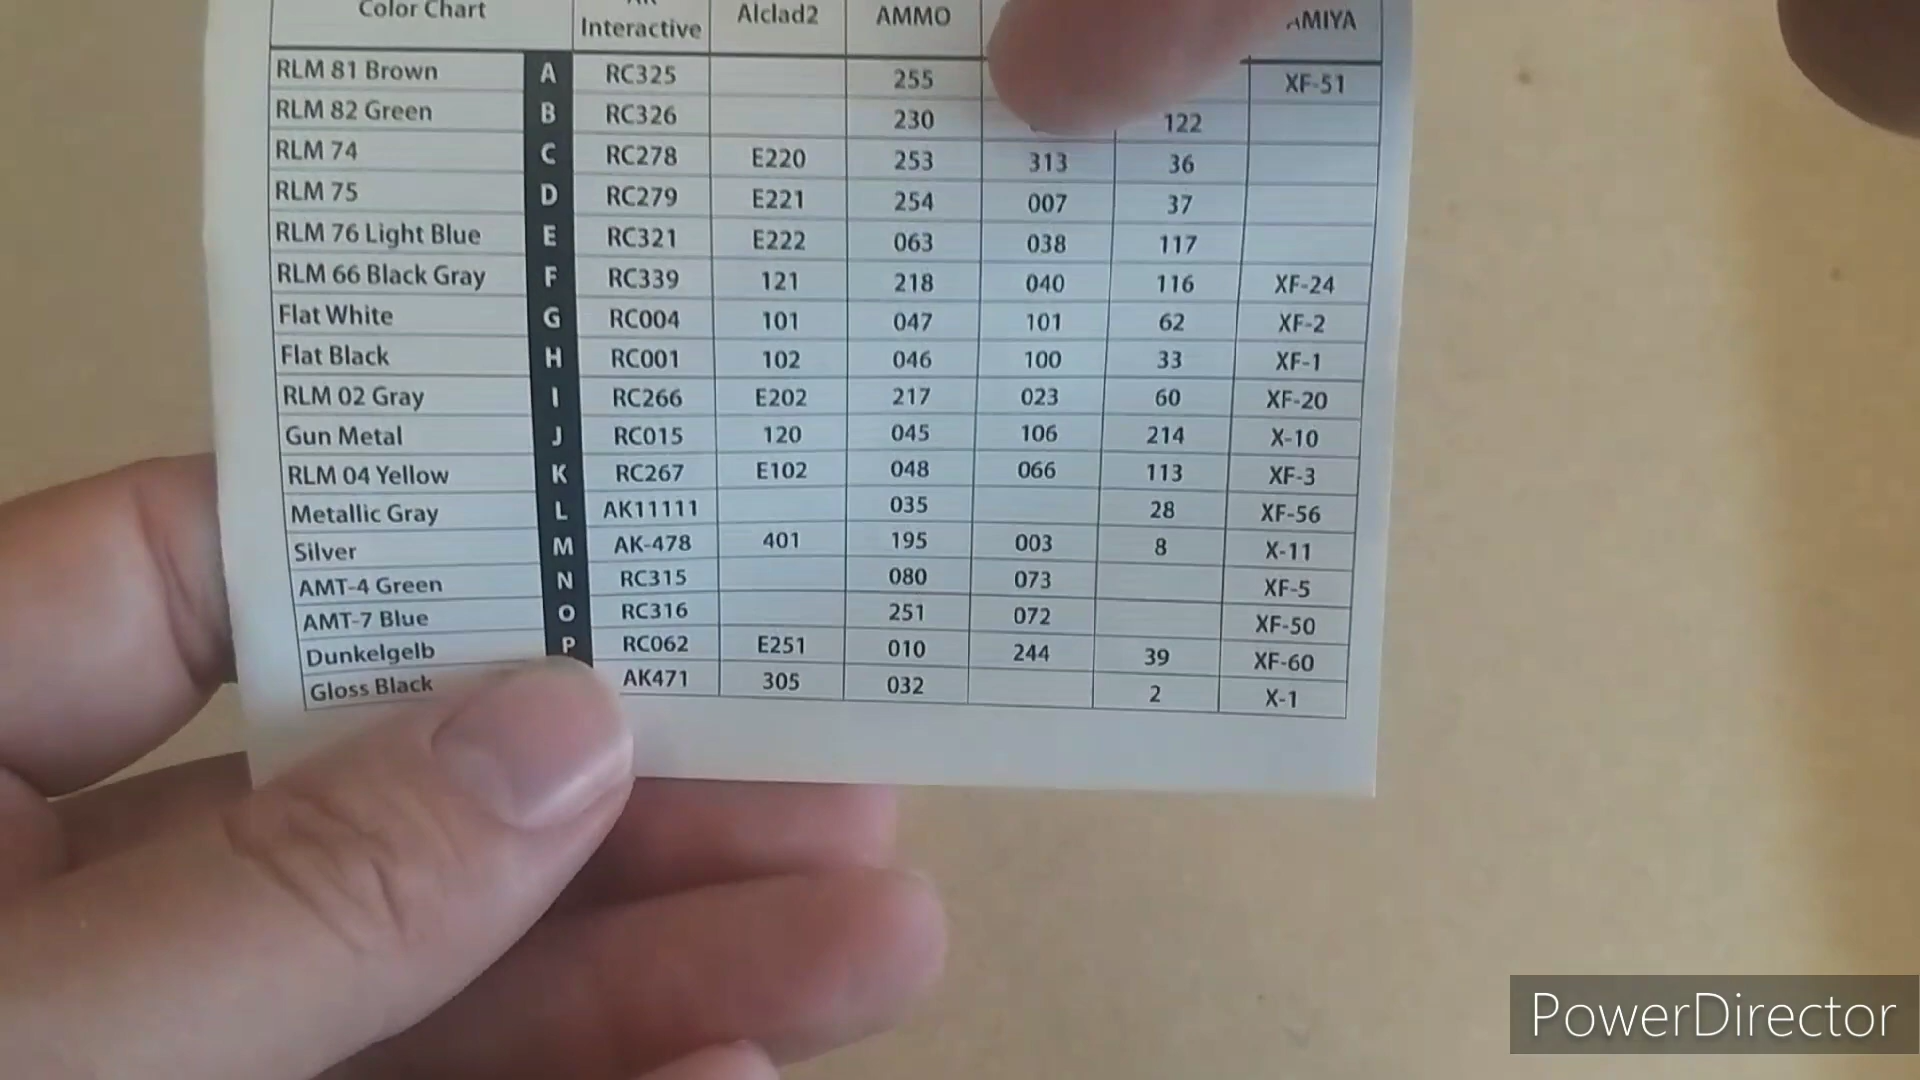 Color Chart Interactive Alclad2 AMMO AMIYA
RLM 81 Brown A RC325 255 XF-51
RLM 82 Green B RC326 230 122
RLM 74 C RC278 E220 253 313 36
RLM 75 D RC279 E221 254 007 37
RLM 76 Light Blue E RC321 E222 063 038 117
RLM 66 Black Gray F RC339 121 218 040 116 XF-24
Flat White G RC004 101 047 101 62 XF-2
Flat Black H RC001 102 046 100 33 XF-1
RLM 02 Gray I RC266 E202 217 023 60 XF-20
Gun Metal J RC015 120 045 106 214 X-10
RLM 04 Yellow K RC267 E102 048 066 113 XF-3
Metallic Gray L AK11111 035 28 XF-56
Silver M AK-478 401 195 003 8 X-11
AMT-4 Green N RC315 080 073 XF-5
AMT-7 Blue O RC316 251 072 XF-50
Dunkelgelb P RC062 E251 010 244 39 XF-60
Gloss Black AK471 305 032 2 X-1
PowerDirector